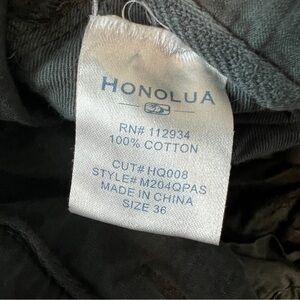 HONOLUA
RN# 112934
100% COTTON
CUT# HQ008
STYLE# M204QPAS
MADE IN CHINA
SIZE 36